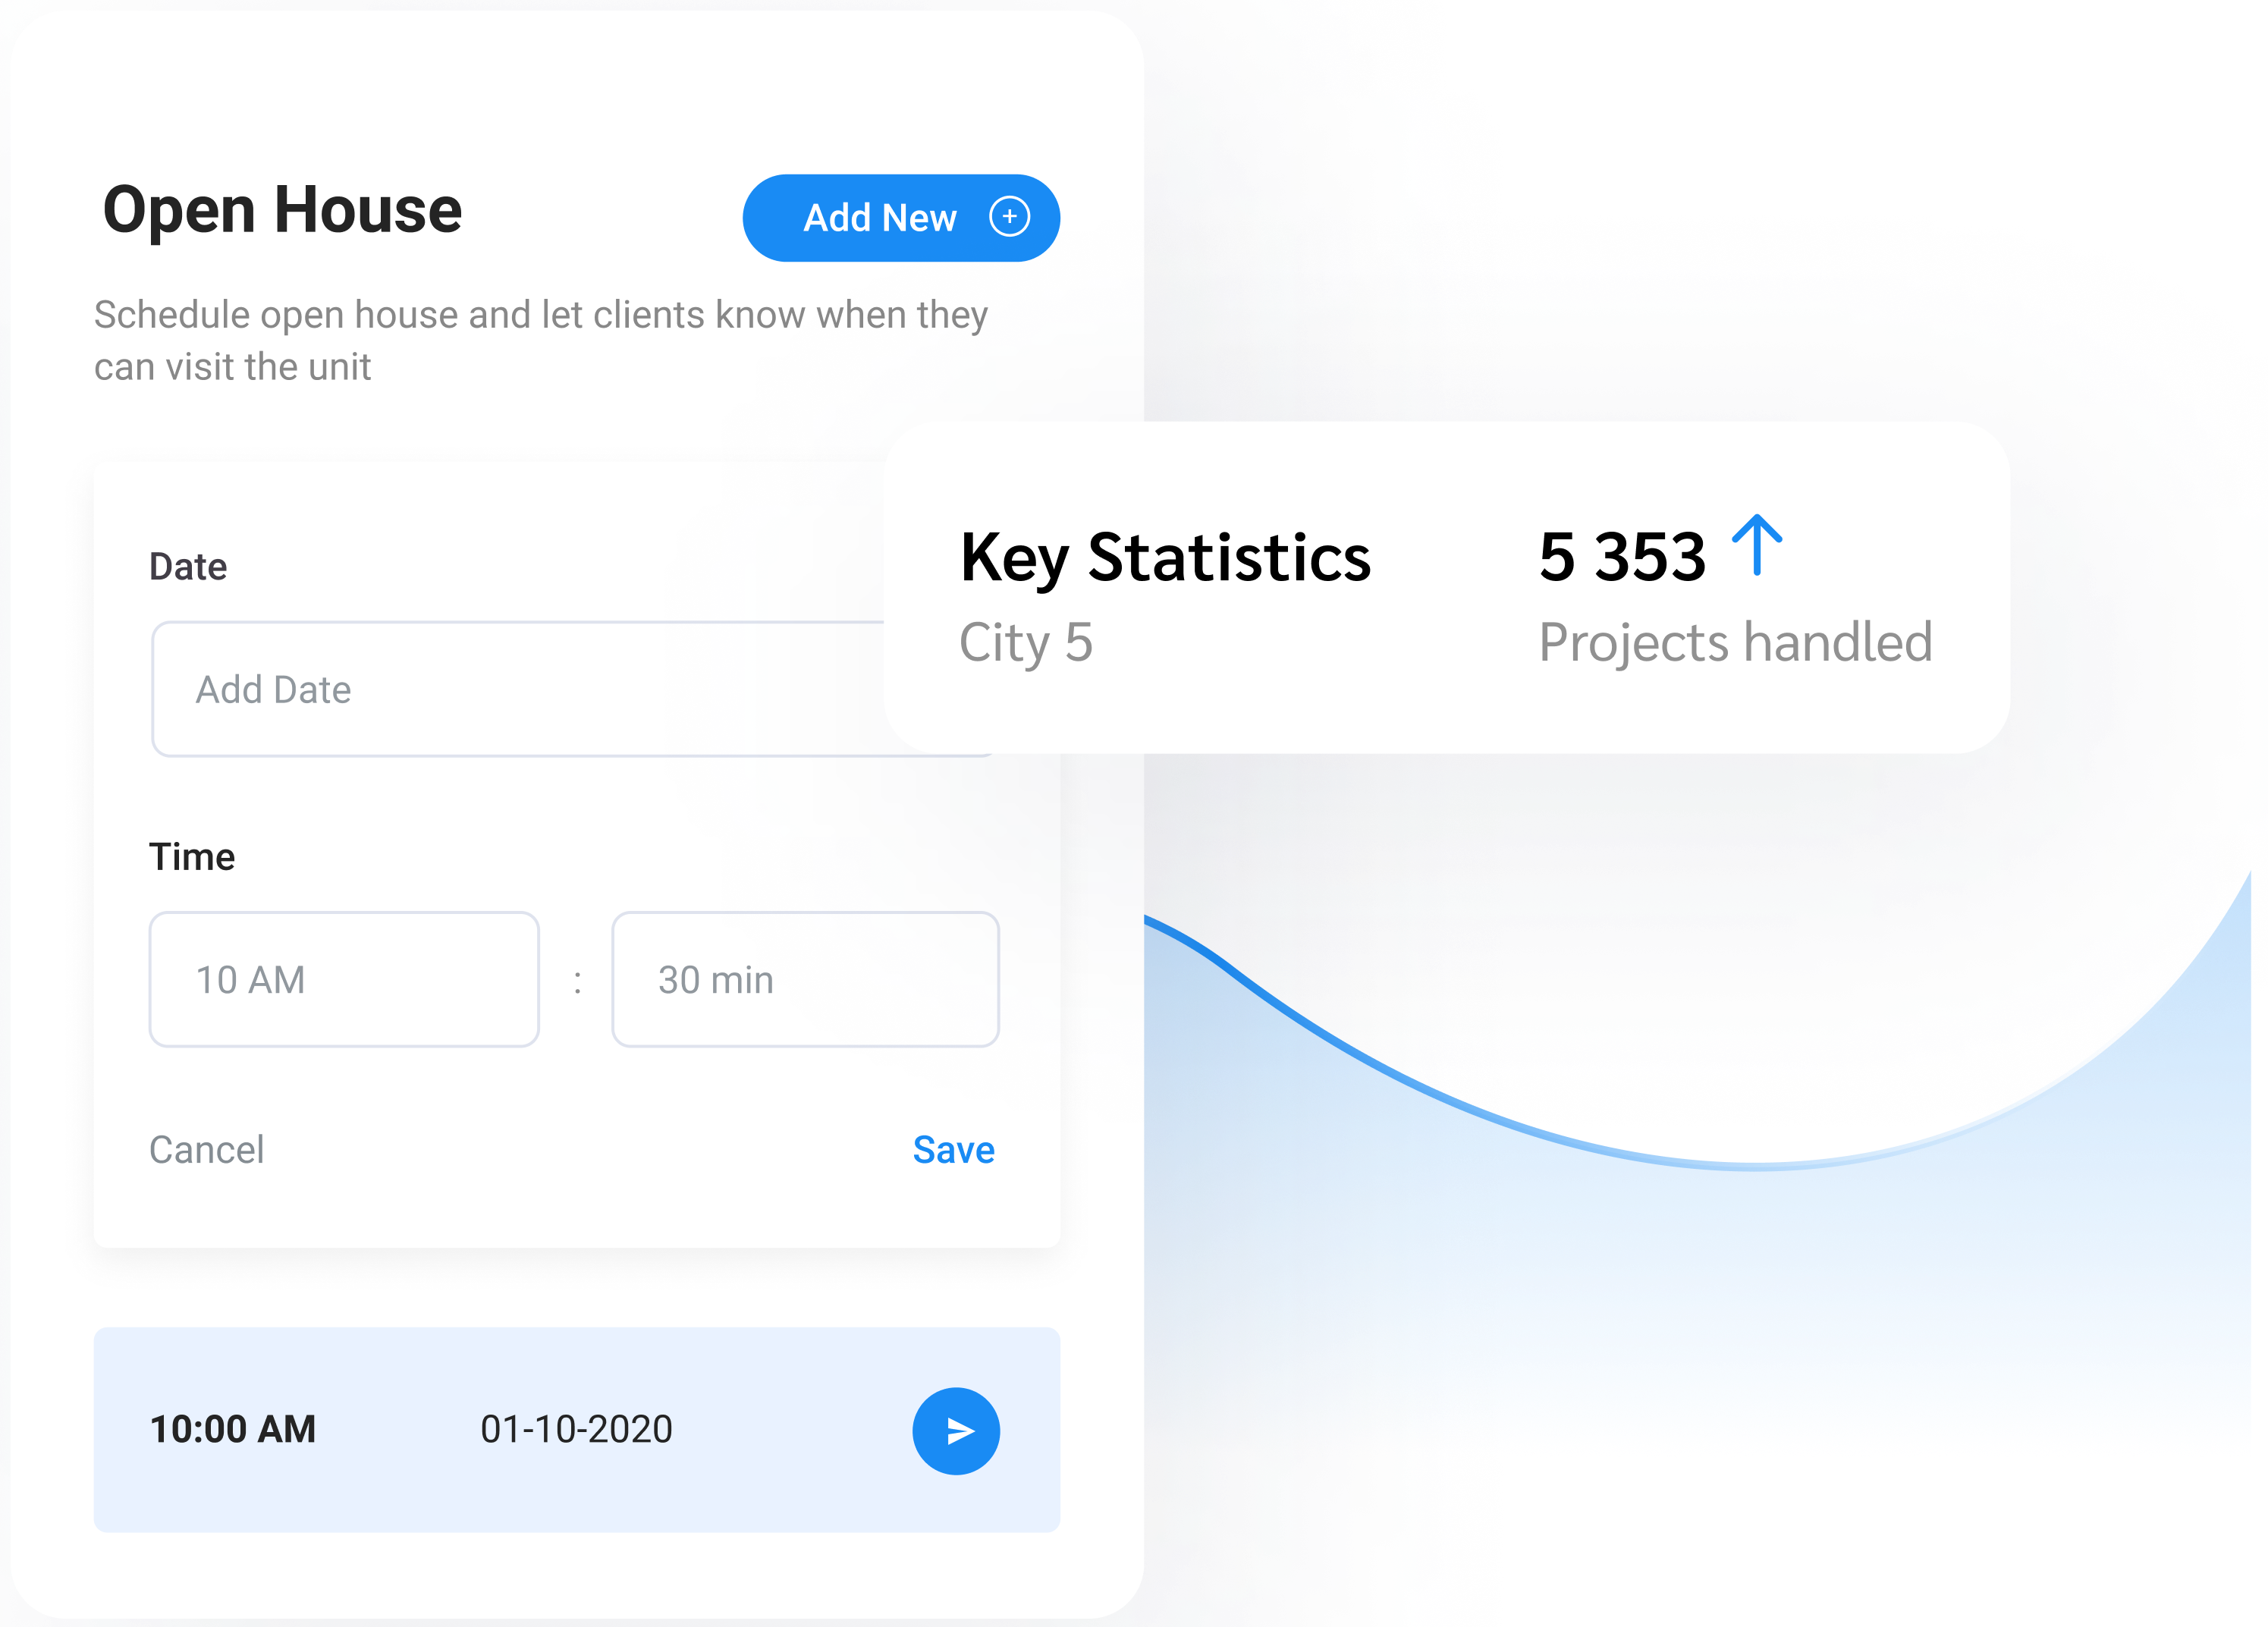 Open House
Add New
Schedule open house and let clients know when they
can visit the unit
Key Statistics
City 5
5 353
Projects handled
Date
Add Date
Time
10 AM : 30 min
Cancel
Save
10:00 AM
01-10-2020